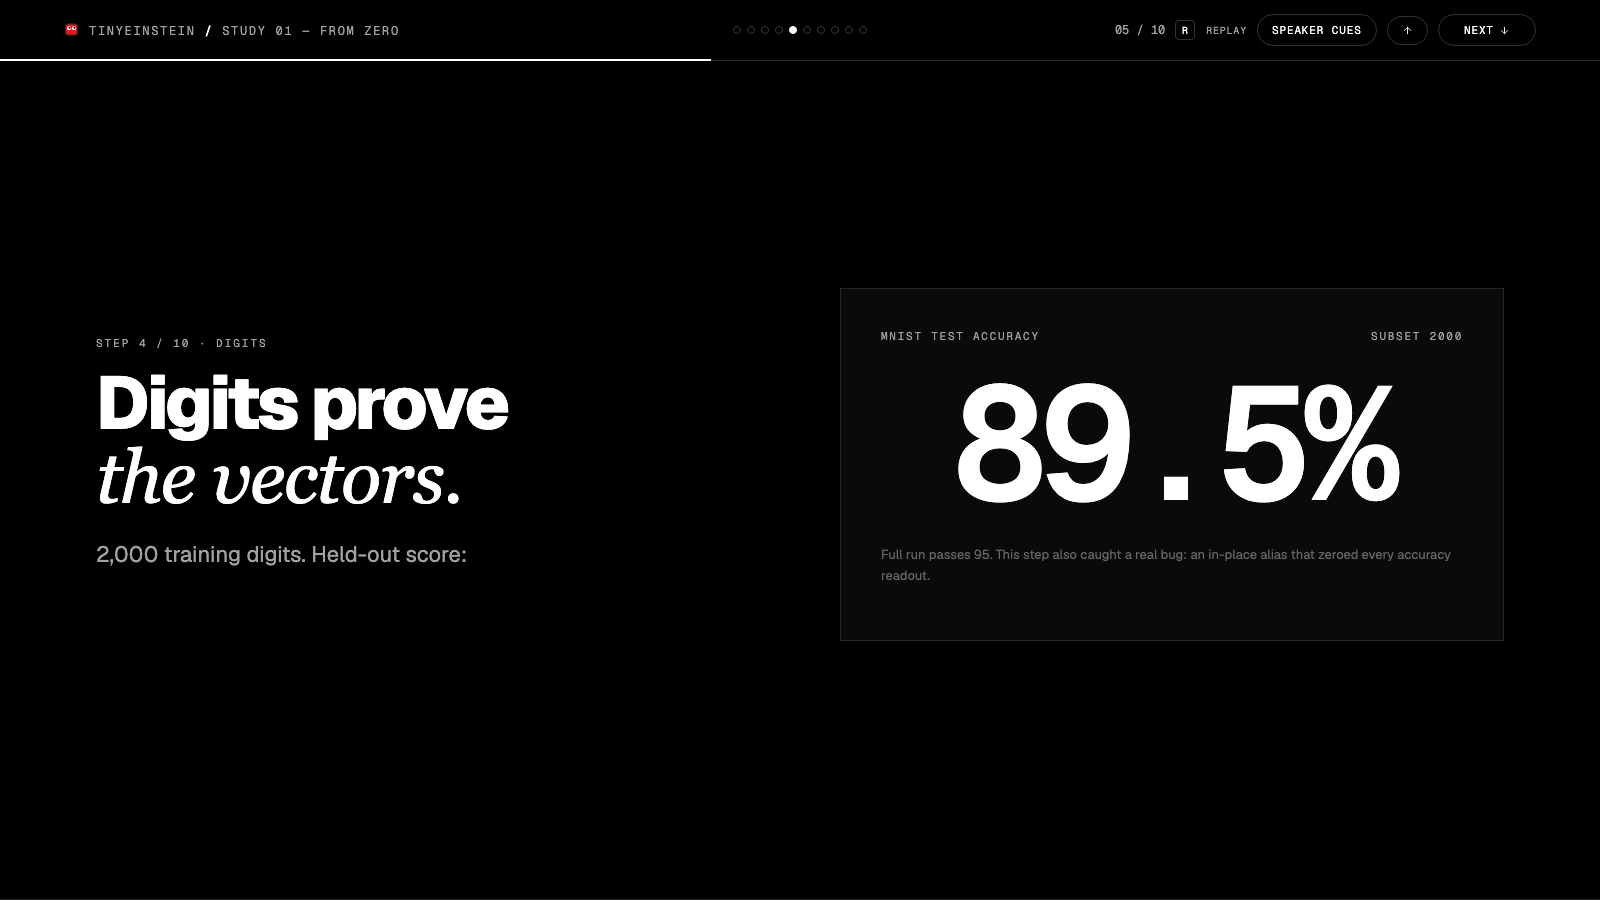 TINYEINSTEIN / STUDY 01 — FROM ZERO
05 / 10 R REPLAY SPEAKER CUES ↑ NEXT ↓
STEP 4 / 10 · DIGITS
Digits prove
the vectors.
2,000 training digits. Held-out score:
MNIST TEST ACCURACY SUBSET 2000
89.5%
Full run passes 95. This step also caught a real bug: an in-place alias that zeroed every accuracy
readout.